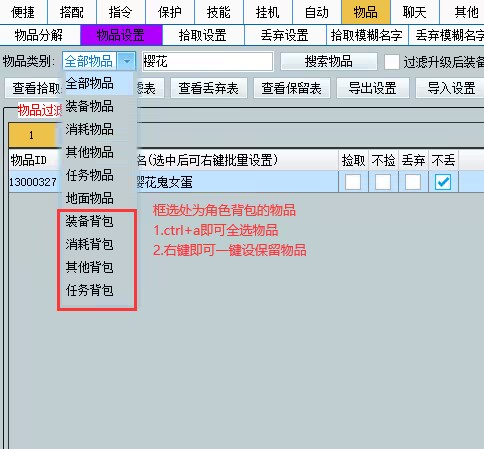 便捷 搭配 指令 保护 技能 挂机 自动 物品 聊天 其他
物品分解 物品设置 拾取设置 丢弃设置 拾取模糊名字 丢弃模糊名字
物品类别: 全部物品 樱花 搜索物品 过滤升级后装备
查看拾取 表 查看丢弃表 查看保留表 导出设置 导入设置
物品过
全部物品
装备物品
消耗物品
其他物品
任务物品
地面物品
装备背包
消耗背包
其他背包
任务背包
1
物品ID 名(选中后可右键批量设置) 捡取 不捡 丢弃 不丢
13000327 樱花鬼女蛋
框选处为角色背包的物品
1.ctrl+a即可全选物品
2.右键即可一键设保留物品